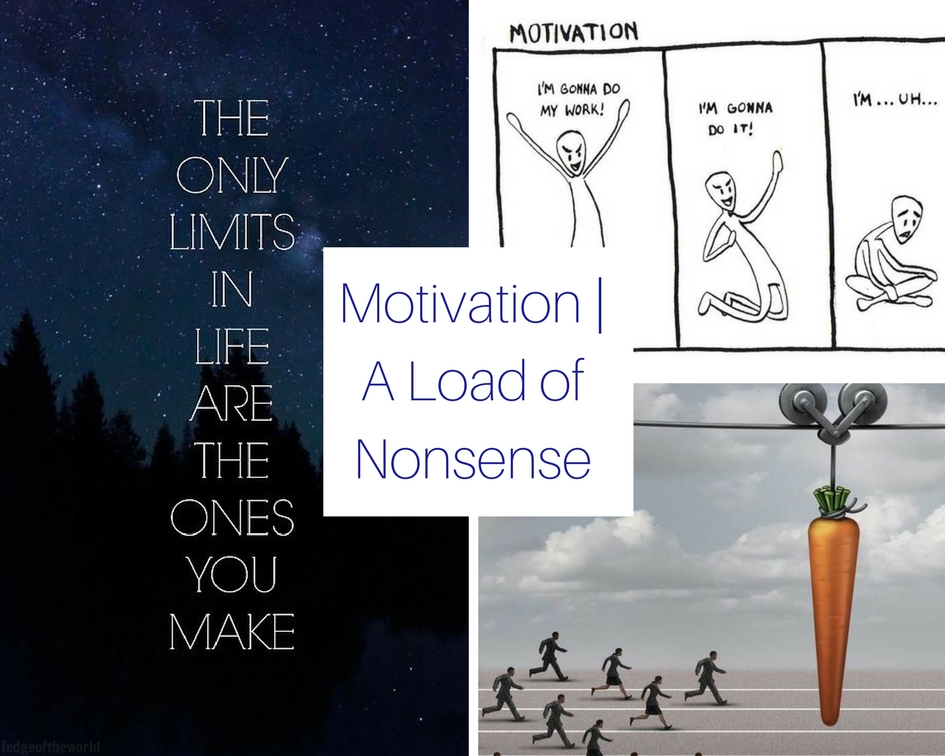 THE
ONLY
LIMITS
IN
LIFE
ARE
THE
ONES
YOU
MAKE
fedgeoftheworld
MOTIVATION
I'M GONNA DO
MY WORK!
I'M GONNA
DO IT!
I'M...UH...
Motivation |
A Load of
Nonsense